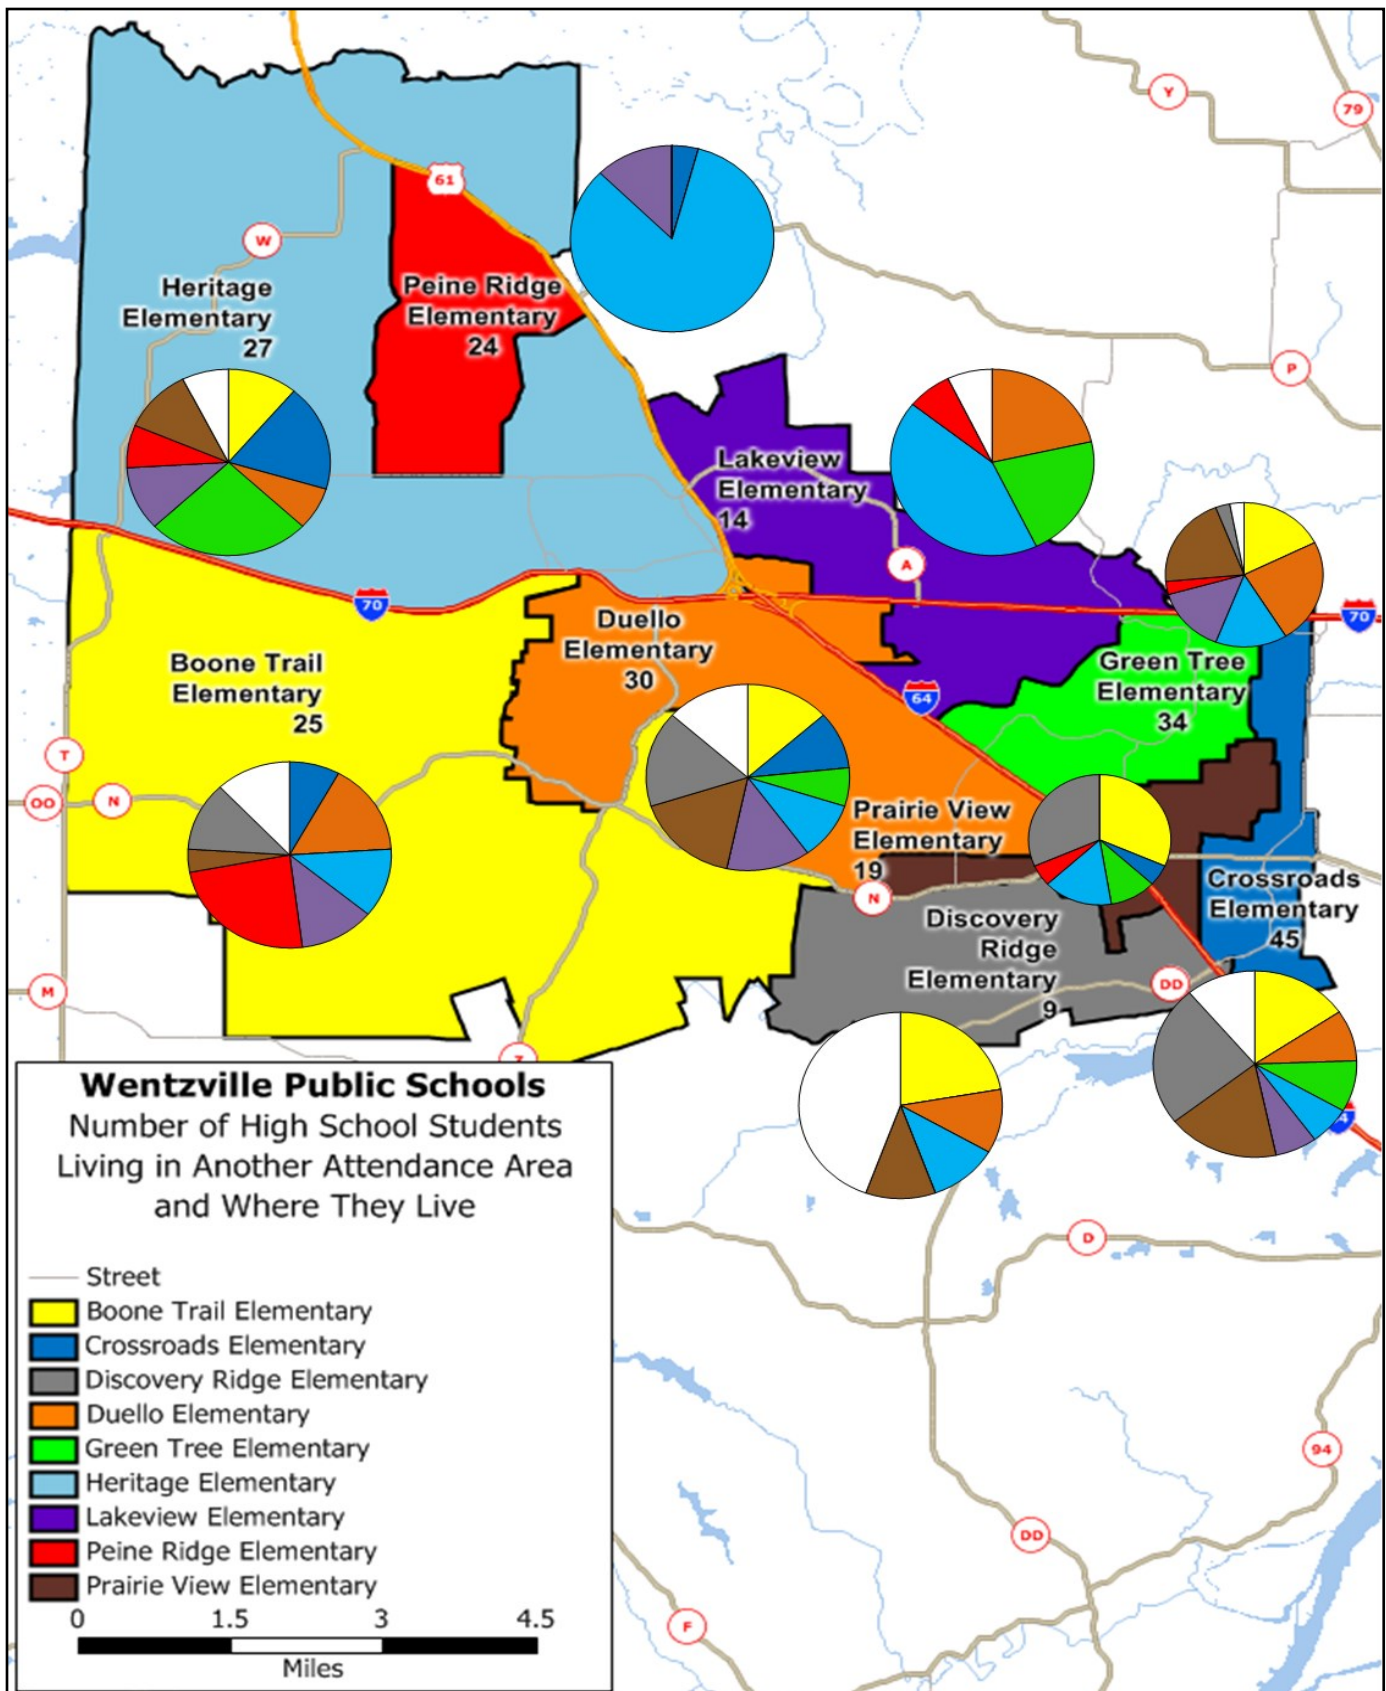 Y
79
61
W
Heritage
Elementary
27
Peine Ridge
Elementary
24
P
Lakeview
Elementary
14
A
70
70
Duello
Elementary
30
Boone Trail
Elementary
25
Green Tree
Elementary
34
64
T
OO
N
Prairie View
Elementary
19
N
Crossroads
Elementary
45
Discovery
Ridge
Elementary
9
DD
M
Wentzville Public Schools
Number of High School Students
Living in Another Attendance Area
and Where They Live
Street
Boone Trail Elementary
Crossroads Elementary
Discovery Ridge Elementary
Duello Elementary
Green Tree Elementary
Heritage Elementary
Lakeview Elementary
Peine Ridge Elementary
Prairie View Elementary
0 1.5 3 4.5
Miles
D
94
DD
F